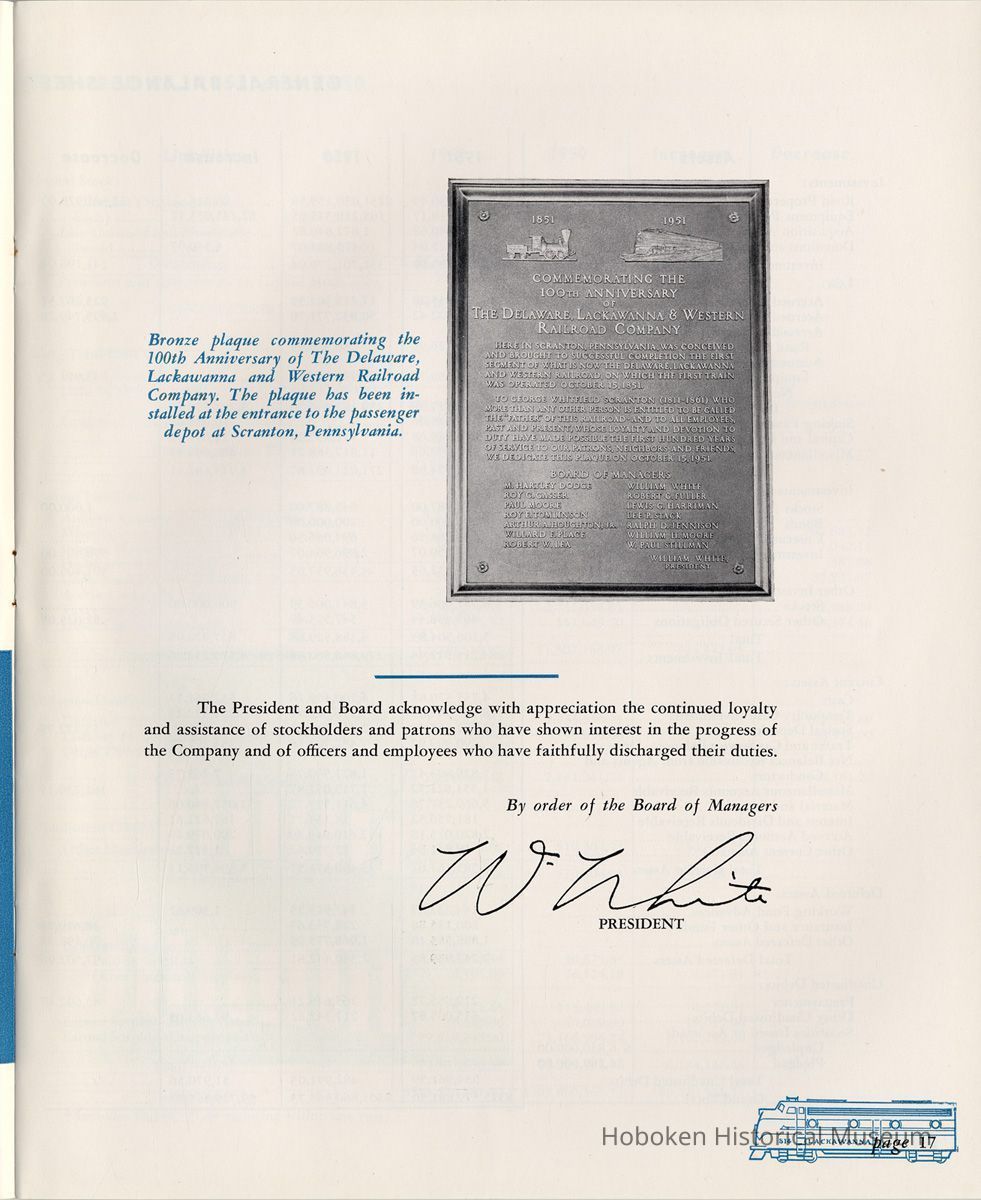 1851 1951
COMMEMORATING THE
100TH ANNIVERSARY
OF
THE DELAWARE, LACKAWANNA & WESTERN
RAILROAD COMPANY
HERE IN SCRANTON, PENNSYLVANIA, WAS CONCEIVED
AND BROUGHT TO SUCCESSFUL COMPLETION THE FIRST
SEGMENT OF WHAT IS NOW THE DELAWARE, LACKAWANNA
AND WESTERN RAILROAD ON WHICH THE FIRST TRAIN
WAS OPERATED OCTOBER 15, 1851.
TO GEORGE WHITFIELD SCRANTON (1811-1861) WHO
MORE THAN ANY OTHER PERSON IS ENTITLED TO BE CALLED
THE "FATHER" OF THIS RAILROAD AND TO ALL EMPLOYEES,
PAST AND PRESENT, WHOSE LOYALTY AND DEVOTION TO
DUTY HAVE MADE POSSIBLE THE FIRST HUNDRED YEARS
OF SERVICE TO OUR PATRONS, NEIGHBORS AND FRIENDS,
WE DEDICATE THIS PLAQUE ON OCTOBER 15, 1951.
BOARD OF MANAGERS
M. HARTLEY DODGE WILLIAM WHITE
ROY C. GASSER ROBERT G. FULLER
PAUL MOORE LEWIS G. HARRIMAN
ROY E. TOMLINSON LEE P. STACK
ARTHUR A. HOUGHTON, JR. RALPH D. JENNISON
WILLARD F. PLACE WILLIAM H. MOORE
ROBERT W. LEA W. PAUL STILLMAN
WILLIAM WHITE,
PRESIDENT
Bronze plaque commemorating the
100th Anniversary of The Delaware,
Lackawanna and Western Railroad
Company. The plaque has been in-
stalled at the entrance to the passenger
depot at Scranton, Pennsylvania.
The President and Board acknowledge with appreciation the continued loyalty
and assistance of stockholders and patrons who have shown interest in the progress of
the Company and of officers and employees who have faithfully discharged their duties.
By order of the Board of Managers
W. White
PRESIDENT
LACKAWANNA
page 17
Hoboken Historical Museum